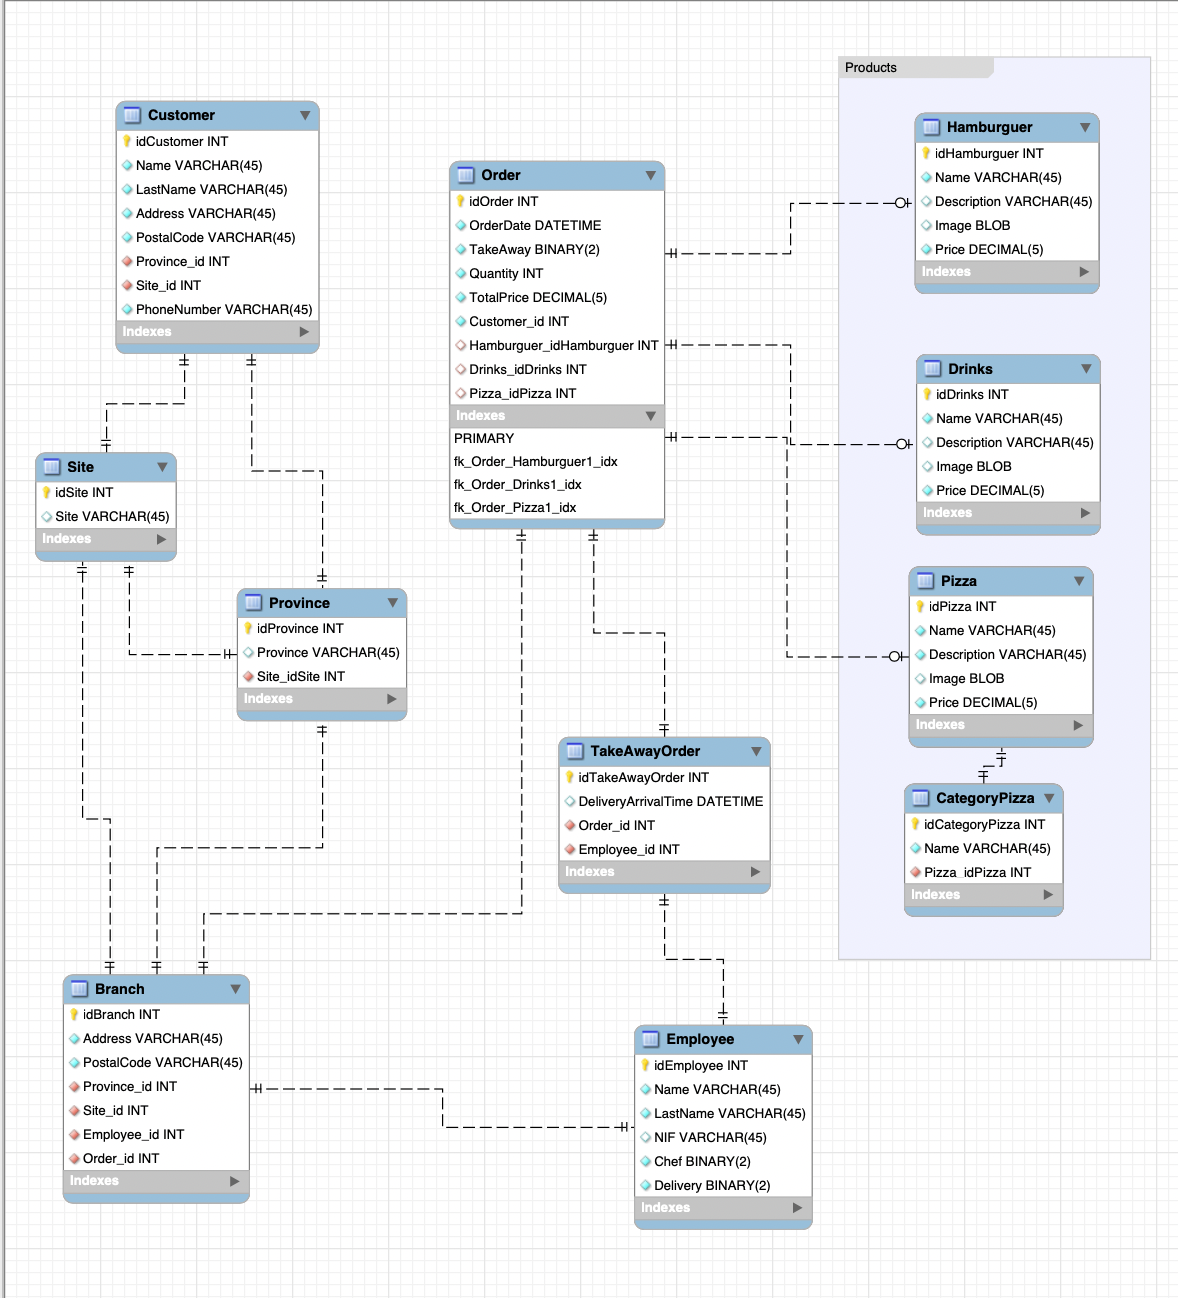 Products
Customer
idCustomer INT
Name VARCHAR(45)
LastName VARCHAR(45)
Address VARCHAR(45)
PostalCode VARCHAR(45)
Province_id INT
Site_id INT
PhoneNumber VARCHAR(45)
Indexes
Order
idOrder INT
OrderDate DATETIME
TakeAway BINARY(2)
Quantity INT
TotalPrice DECIMAL(5)
Customer_id INT
Hamburguer_idHamburguer INT
Drinks_idDrinks INT
Pizza_idPizza INT
Indexes
PRIMARY
fk_Order_Hamburguer1_idx
fk_Order_Drinks1_idx
fk_Order_Pizza1_idx
Hamburguer
idHamburguer INT
Name VARCHAR(45)
Description VARCHAR(45)
Image BLOB
Price DECIMAL(5)
Indexes
Drinks
idDrinks INT
Name VARCHAR(45)
Description VARCHAR(45)
Image BLOB
Price DECIMAL(5)
Indexes
Site
idSite INT
Site VARCHAR(45)
Indexes
Province
idProvince INT
Province VARCHAR(45)
Site_idSite INT
Indexes
Pizza
idPizza INT
Name VARCHAR(45)
Description VARCHAR(45)
Image BLOB
Price DECIMAL(5)
Indexes
TakeAwayOrder
idTakeAwayOrder INT
DeliveryArrivalTime DATETIME
Order_id INT
Employee_id INT
Indexes
CategoryPizza
idCategoryPizza INT
Name VARCHAR(45)
Pizza_idPizza INT
Indexes
Branch
idBranch INT
Address VARCHAR(45)
PostalCode VARCHAR(45)
Province_id INT
Site_id INT
Employee_id INT
Order_id INT
Indexes
Employee
idEmployee INT
Name VARCHAR(45)
LastName VARCHAR(45)
NIF VARCHAR(45)
Chef BINARY(2)
Delivery BINARY(2)
Indexes